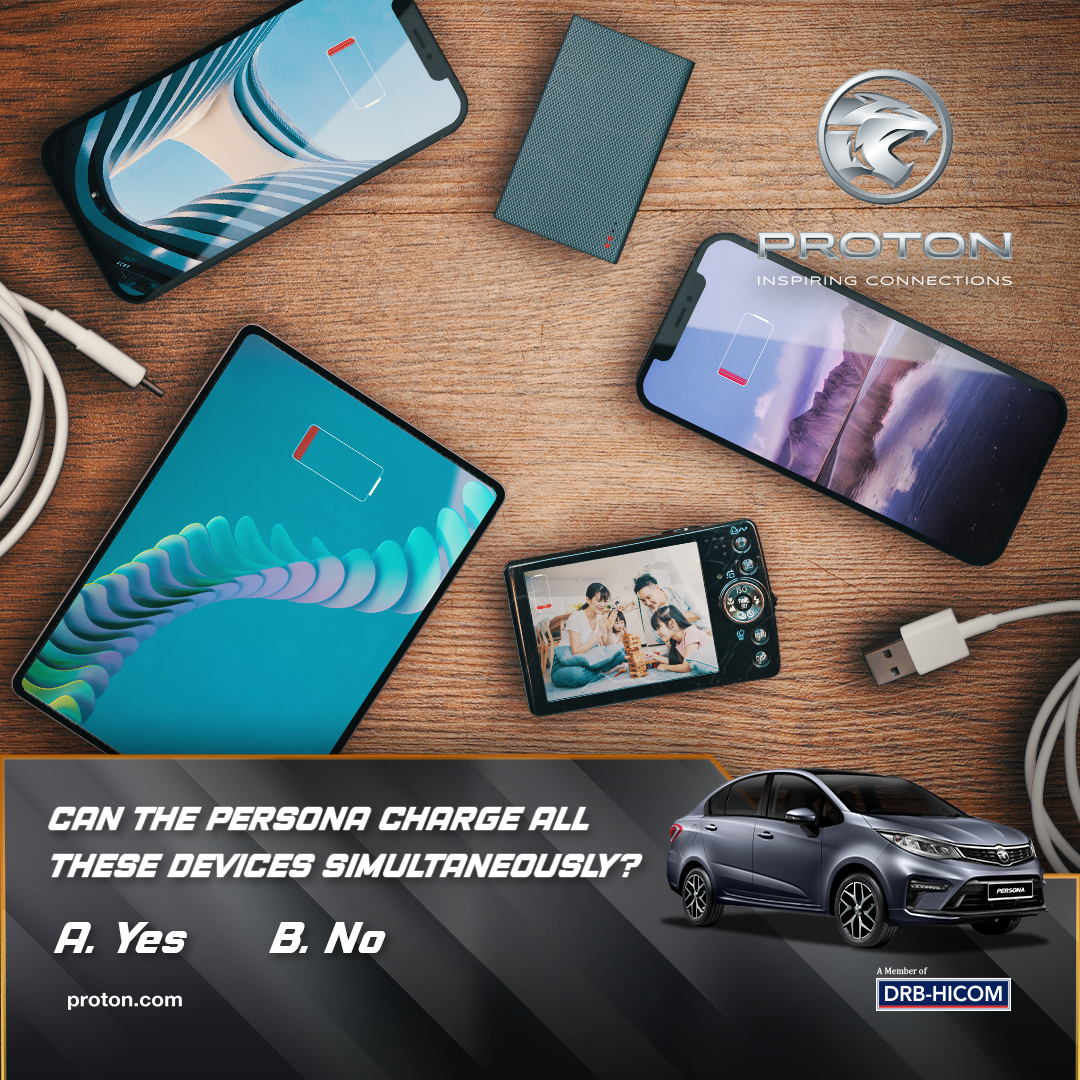 PROTON
INSPIRING CONNECTIONS
ISO
CAN THE PERSONA CHARGE ALL
THESE DEVICES SIMULTANEOUSLY?
A. Yes
B. No
PERSONA
proton.com
A Member of
DRB-HICOM